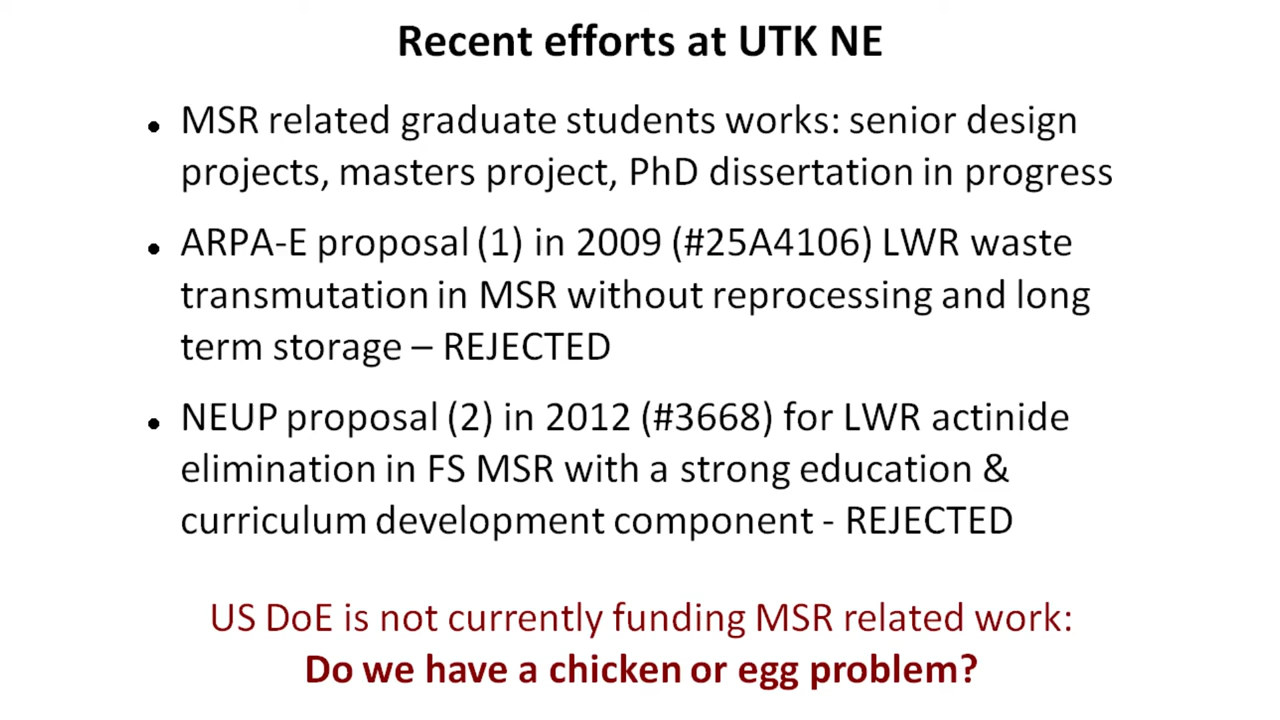 Recent efforts at UTK NE
• MSR related graduate students works: senior design
projects, masters project, PhD dissertation in progress
• ARPA-E proposal (1) in 2009 (#25A4106) LWR waste
transmutation in MSR without reprocessing and long
term storage – REJECTED
• NEUP proposal (2) in 2012 (#3668) for LWR actinide
elimination in FS MSR with a strong education &
curriculum development component - REJECTED
US DoE is not currently funding MSR related work:
Do we have a chicken or egg problem?